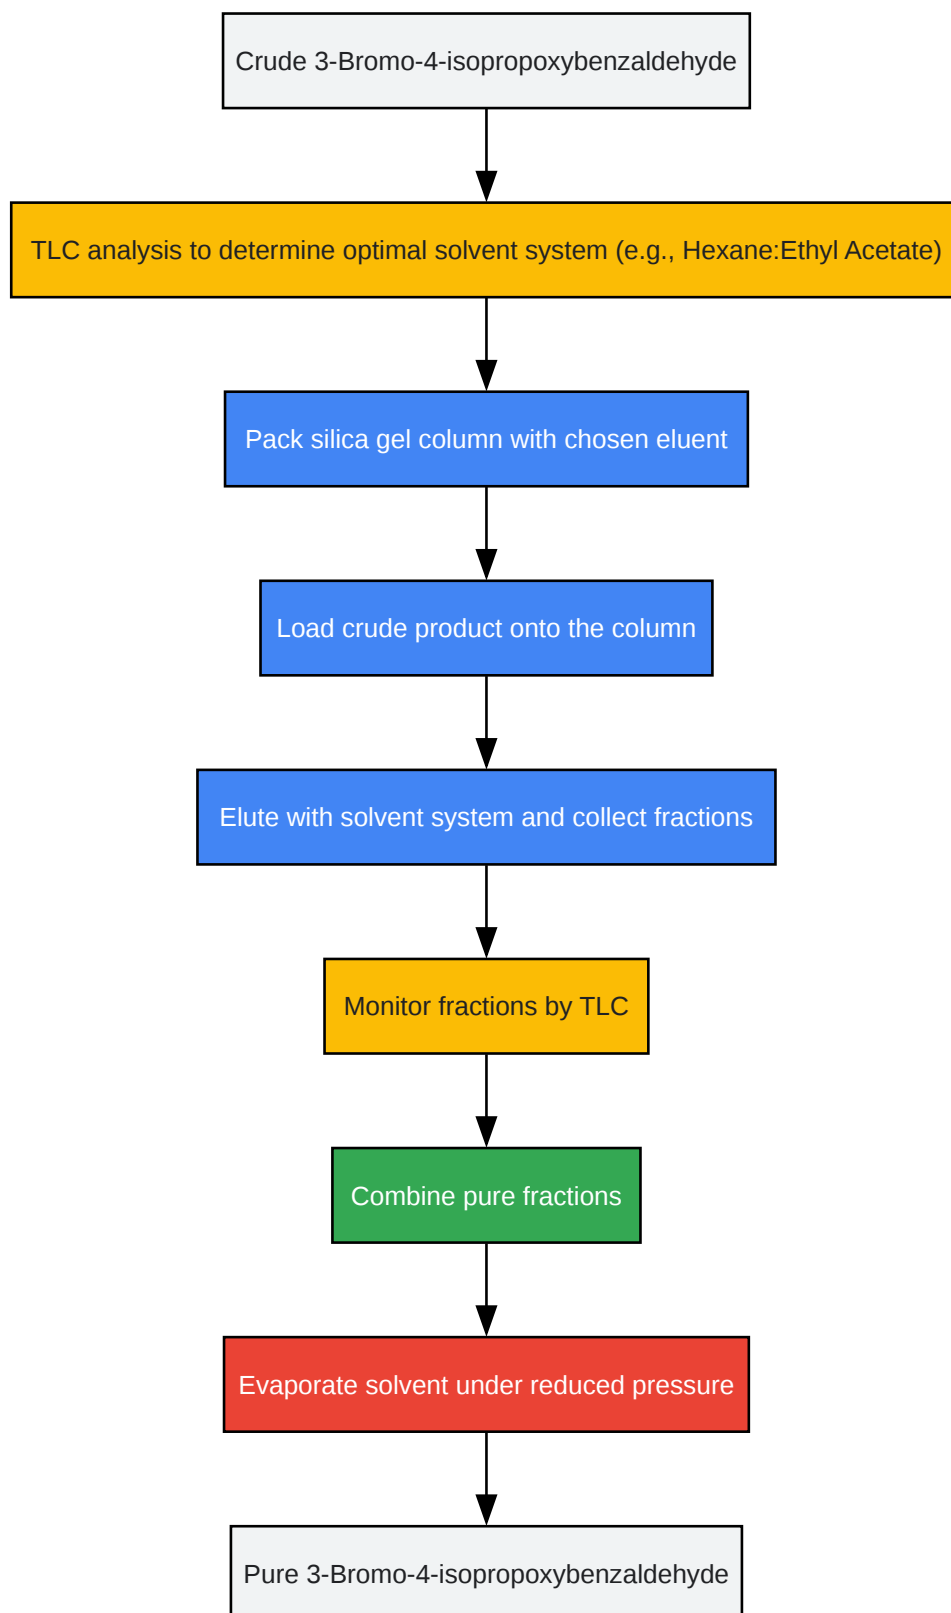 Crude 3-Bromo-4-isopropoxybenzaldehyde
TLC analysis to determine optimal solvent system (e.g., Hexane:Ethyl Acetate)
Pack silica gel column with chosen eluent
Load crude product onto the column
Elute with solvent system and collect fractions
Monitor fractions by TLC
Combine pure fractions
Evaporate solvent under reduced pressure
Pure 3-Bromo-4-isopropoxybenzaldehyde